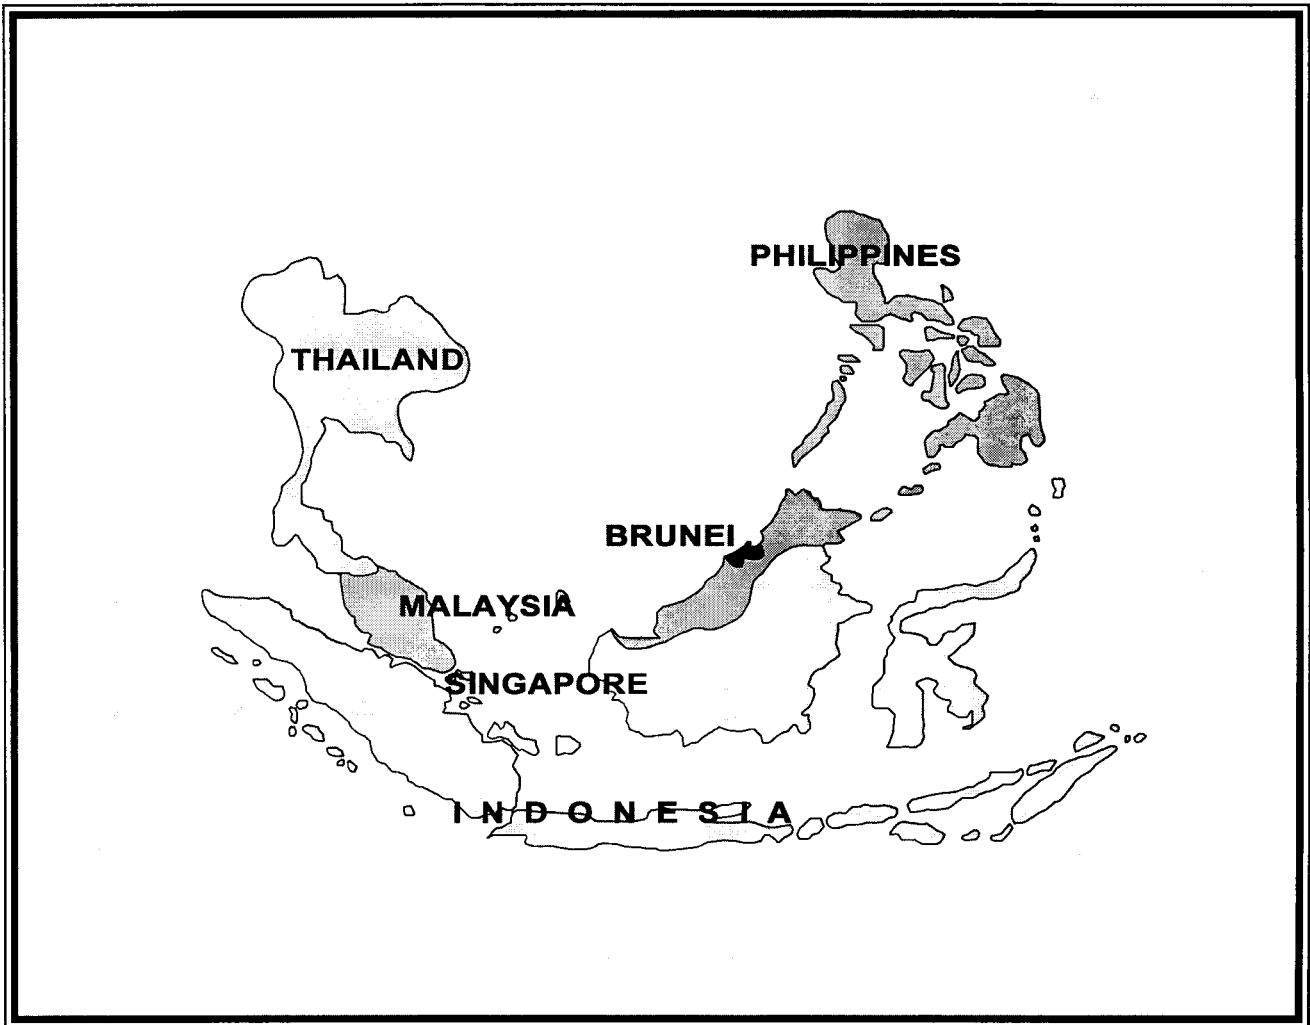 PHILIPPINES
THAILAND
BRUNEI
MALAYSIA
SINGAPORE
INDONESIA